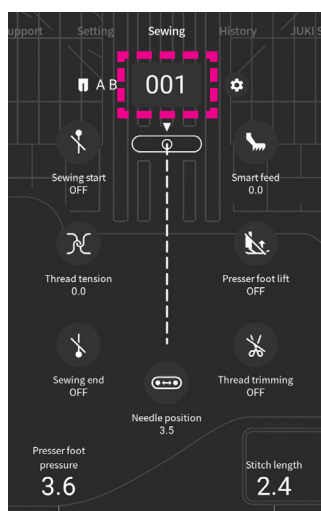 upport Setting Sewing History JUKI S
A B 001
Sewing start
OFF
Smart feed
0.0
Thread tension
0.0
Presser foot lift
OFF
Sewing end
OFF
Thread trimming
OFF
Needle position
3.5
Presser foot
pressure
3.6
Stitch length
2.4